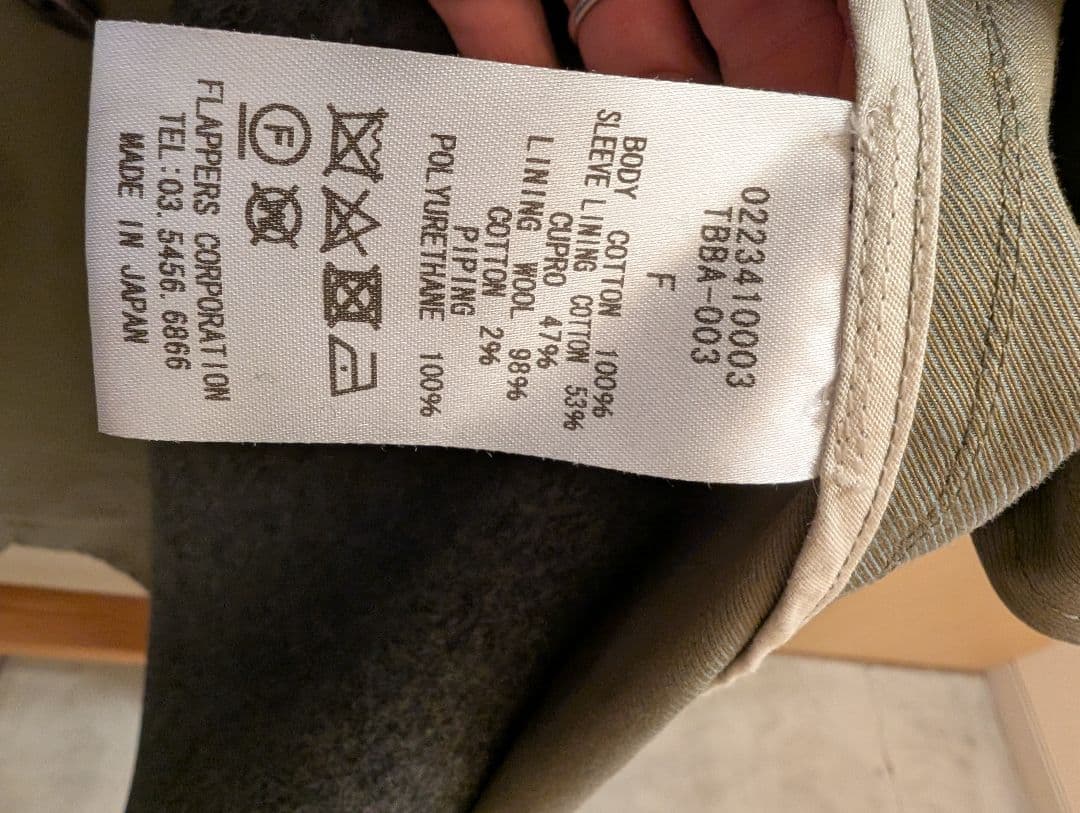 0223410003
TBBA-003
F
BODY COTTON 100%
SLEEVE LINING COTTON 53%
CUPRO 47%
LINING WOOL 98%
COTTON 2%
PIPING
POLYURETHANE 100%
F
FLAPPERS CORPORATION
TEL:03.5456.6866
MADE IN JAPAN